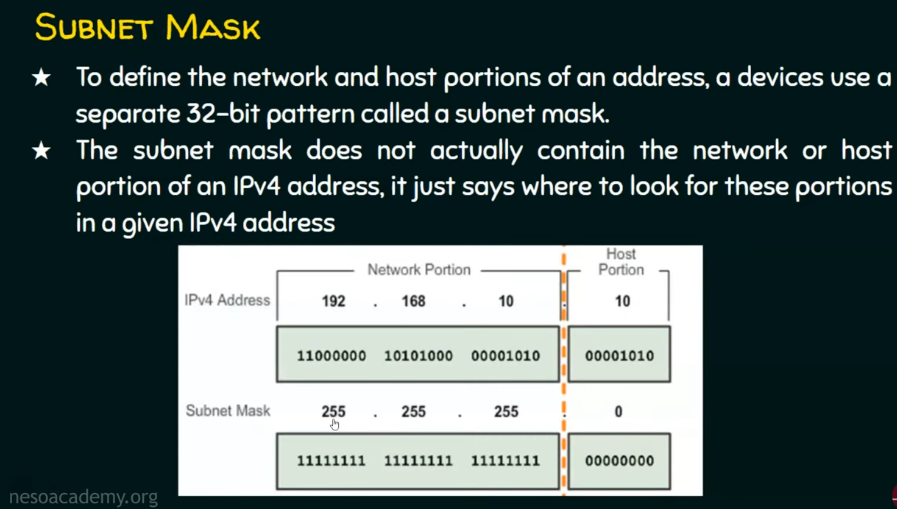 SUBNET MASK
★ To define the network and host portions of an address, a devices use a
separate 32-bit pattern called a subnet mask.
★ The subnet mask does not actually contain the network or host
portion of an IPv4 address, it just says where to look for these portions
in a given IPv4 address
Network Portion Host Portion
IPv4 Address 192 . 168 . 10 . 10
11000000 10101000 00001010 00001010
Subnet Mask 255 . 255 . 255 . 0
11111111 11111111 11111111 00000000
nesoacademy.org